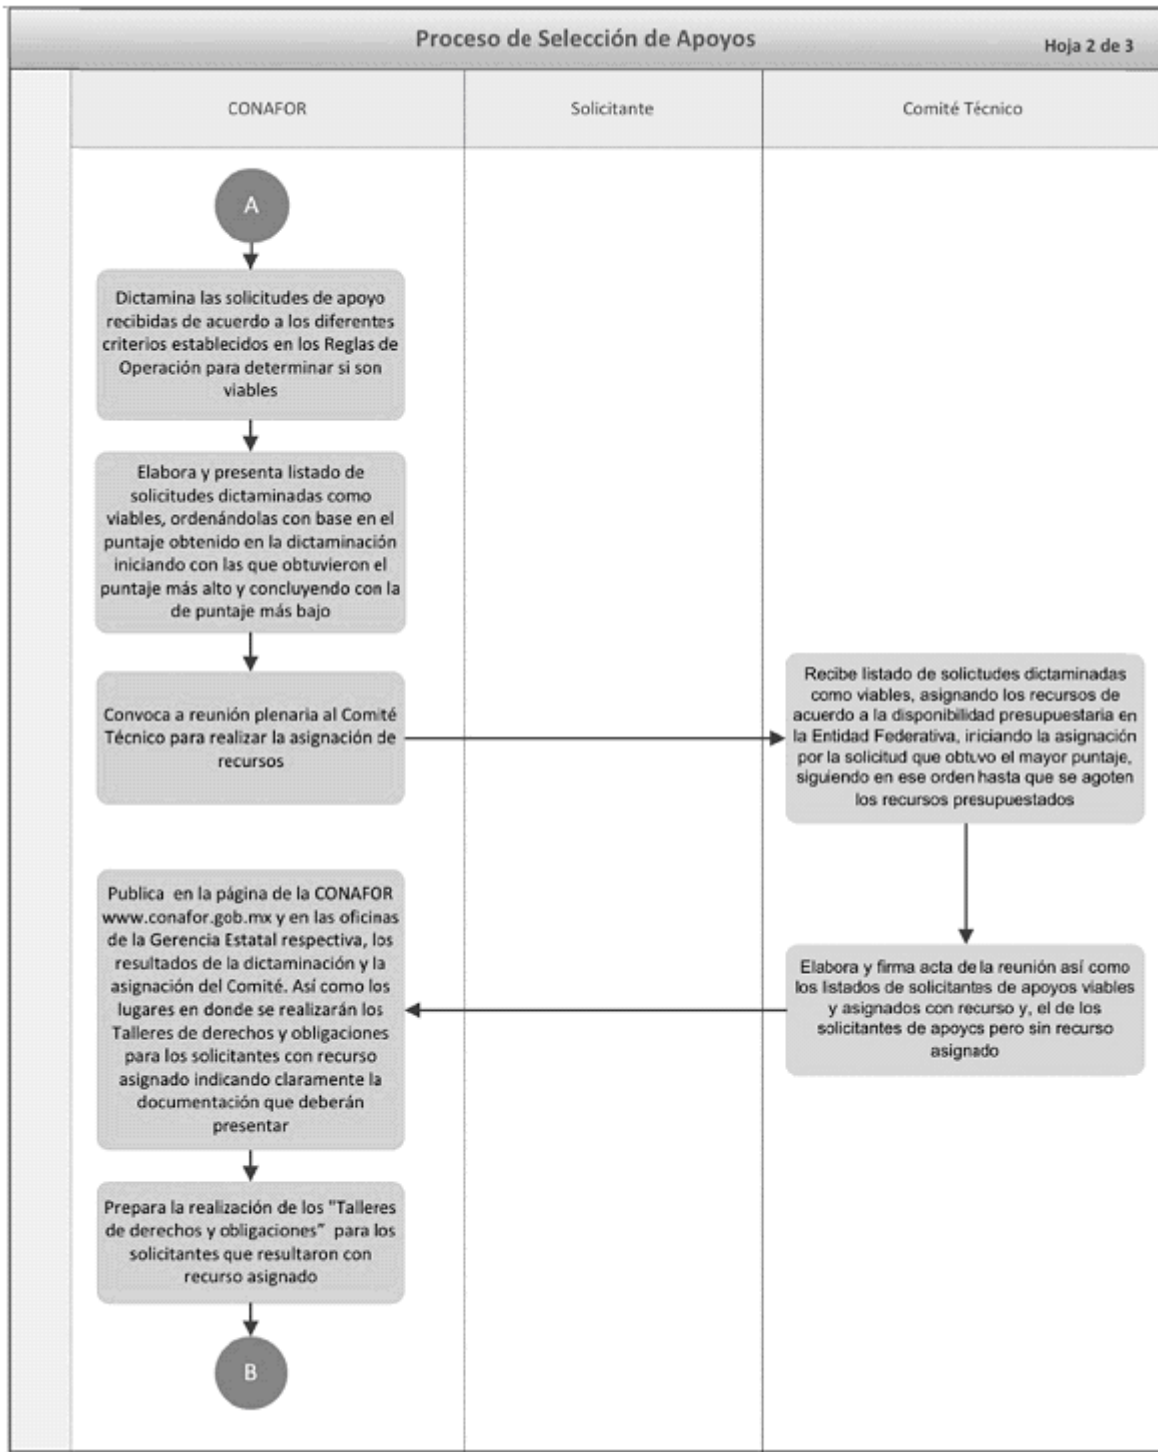 Proceso de Selección de Apoyos
Hoja 2 de 3
CONAFOR
Solicitante
Comité Técnico
A
Dictamina las solicitudes de apoyo
recibidas de acuerdo a los diferentes
criterios establecidos en los Reglas de
Operación para determinar si son
viables
Elabora y presenta listado de
solicitudes dictaminadas como
viables, ordenándolas con base en el
puntaje obtenido en la dictaminación
iniciando con las que obtuvieron el
puntaje más alto y concluyendo con la
de puntaje más bajo
Convoca a reunión plenaria al Comité
Técnico para realizar la asignación de
recursos
Recibe listado de solicitudes dictaminadas
como viables, asignando los recursos de
acuerdo a la disponibilidad presupuestaria en
la Entidad Federativa, iniciando la asignación
por la solicitud que obtuvo el mayor puntaje,
siguiendo en ese orden hasta que se agoten
los recursos presupuestados
Elabora y firma acta de la reunión así como
los listados de solicitantes de apoyos viables
y asignados con recurso y, el de los
solicitantes de apoyos pero sin recurso
asignado
Publica en la página de la CONAFOR
www.conafor.gob.mx y en las oficinas
de la Gerencia Estatal respectiva, los
resultados de la dictaminación y la
asignación del Comité. Así como los
lugares en donde se realizarán los
Talleres de derechos y obligaciones
para los solicitantes con recurso
asignado indicando claramente la
documentación que deberán
presentar
Prepara la realización de los "Talleres
de derechos y obligaciones" para los
solicitantes que resultaron con
recurso asignado
B